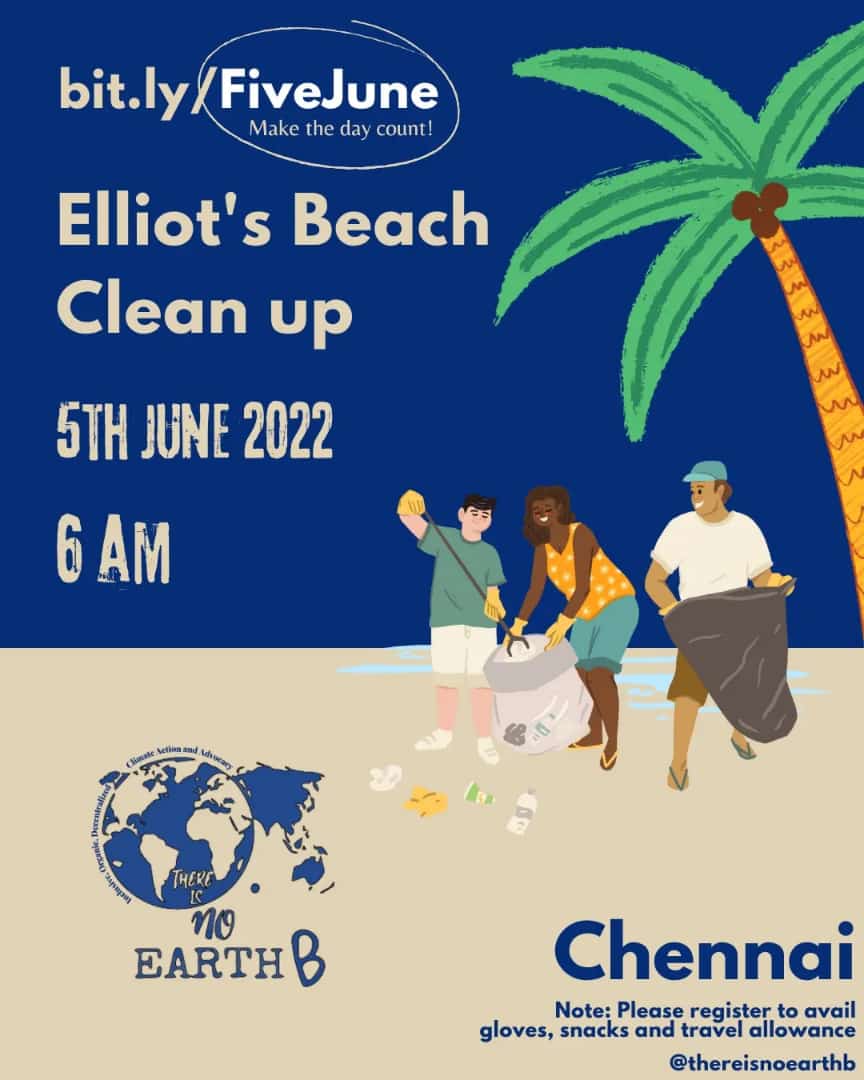 bit.ly/FiveJune
Make the day count!
Elliot's Beach
Clean up
5TH JUNE 2022
6 AM
Inclusive, Organic, Decentralized
Climate Action and Advocacy
THERE
IS
NO
EARTH B
Chennai
Note: Please register to avail
gloves, snacks and travel allowance
@thereisnoearthb